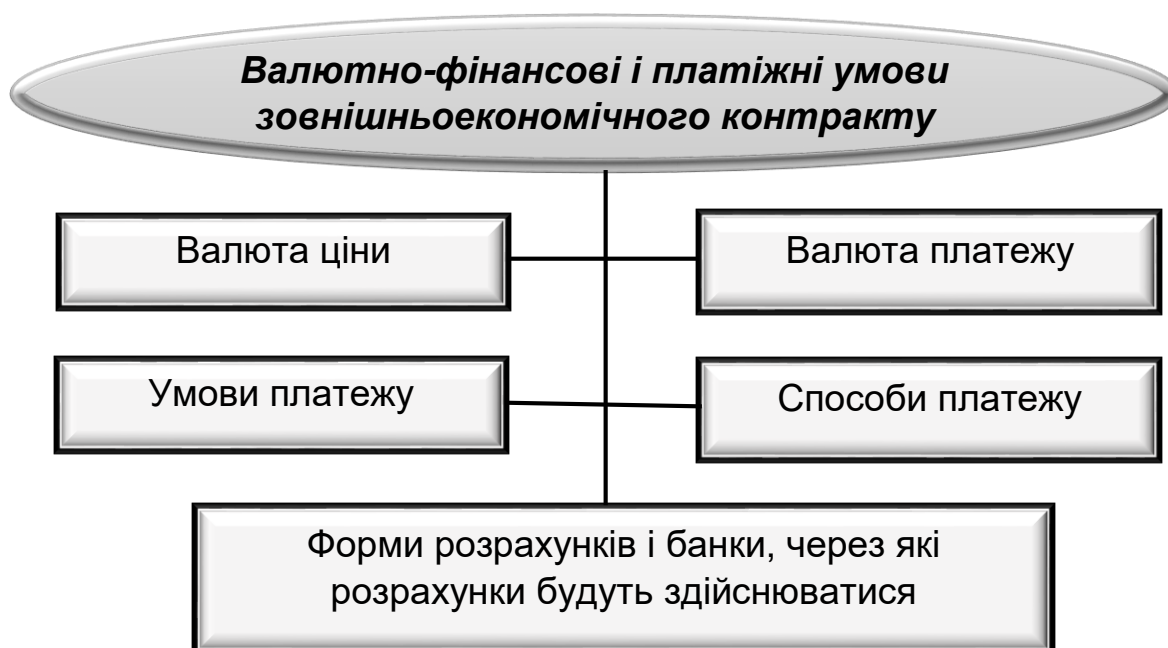 Валютно-фінансові і платіжні умови
зовнішньоекономічного контракту
Валюта ціни
Валюта платежу
Умови платежу
Способи платежу
Форми розрахунків і банки, через які
розрахунки будуть здійснюватися